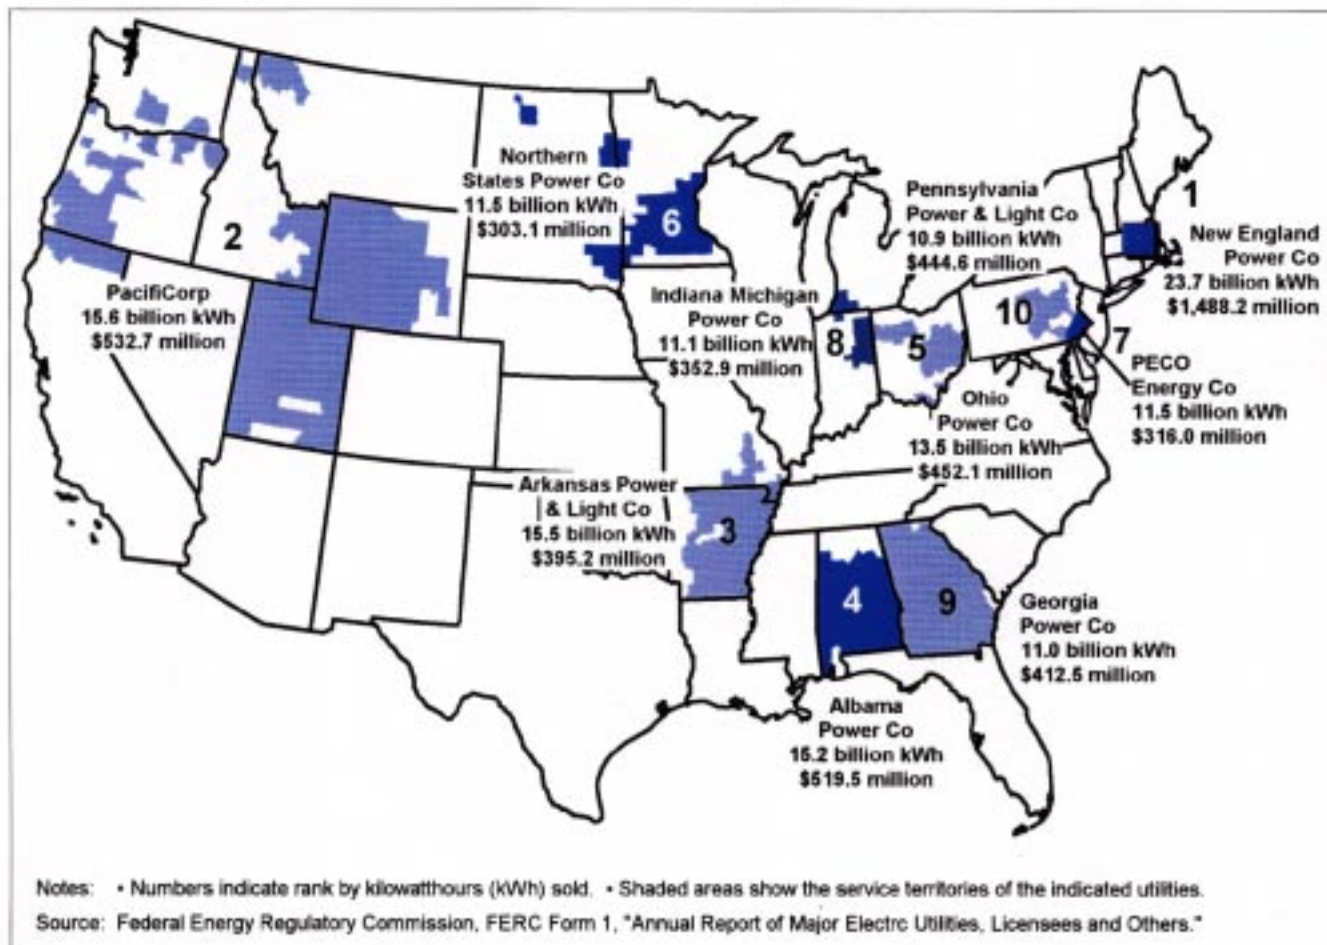 Northern
States Power Co
11.5 billion kWh
$303.1 million
6
Pennsylvania
Power & Light Co
10.9 billion kWh
$444.6 million
1
New England
Power Co
23.7 billion kWh
$1,488.2 million
2
PacifiCorp
15.6 billion kWh
$532.7 million
Indiana Michigan
Power Co
11.1 billion kWh
$352.9 million
8
5
10
7
PECO
Energy Co
11.5 billion kWh
$316.0 million
Ohio
Power Co
13.5 billion kWh
$452.1 million
Arkansas Power
& Light Co
15.5 billion kWh
$395.2 million
3
4
9
Georgia
Power Co
11.0 billion kWh
$412.5 million
Albama
Power Co
15.2 billion kWh
$519.5 million
Notes: • Numbers indicate rank by kilowatthours (kWh) sold. • Shaded areas show the service territories of the indicated utilities.
Source: Federal Energy Regulatory Commission, FERC Form 1, "Annual Report of Major Electrc Utilities, Licensees and Others."